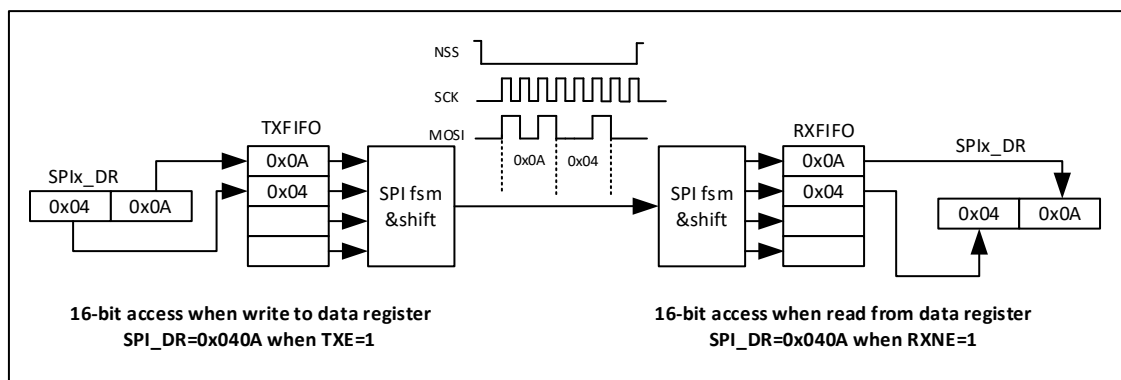 NSS
SCK
MOSI
TXFIFO
RXFIFO
0x0A
0x04
SPIx_DR
0x04 0x0A
0x0A
0x04
SPI fsm
&shift
SPI fsm
&shift
0x0A
0x04
SPIx_DR
0x04 0x0A
16-bit access when write to data register
SPI_DR=0x040A when TXE=1
16-bit access when read from data register
SPI_DR=0x040A when RXNE=1